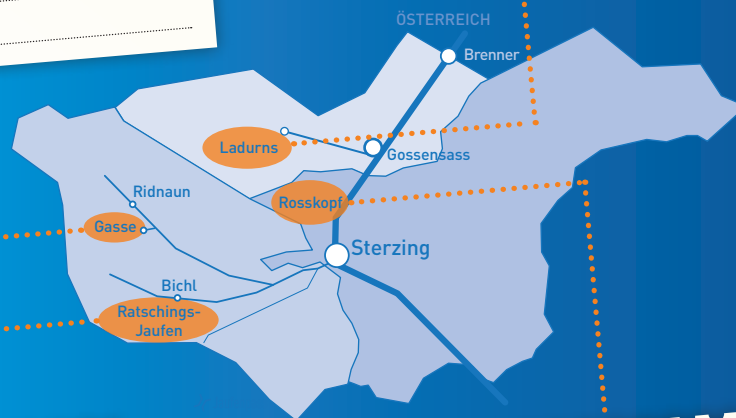 ÖSTERREICH
Brenner
Ladurns
Gossensass
Ridnaun
Rosskopf
Gasse
Sterzing
Bichl
Ratschings-
Jaufen